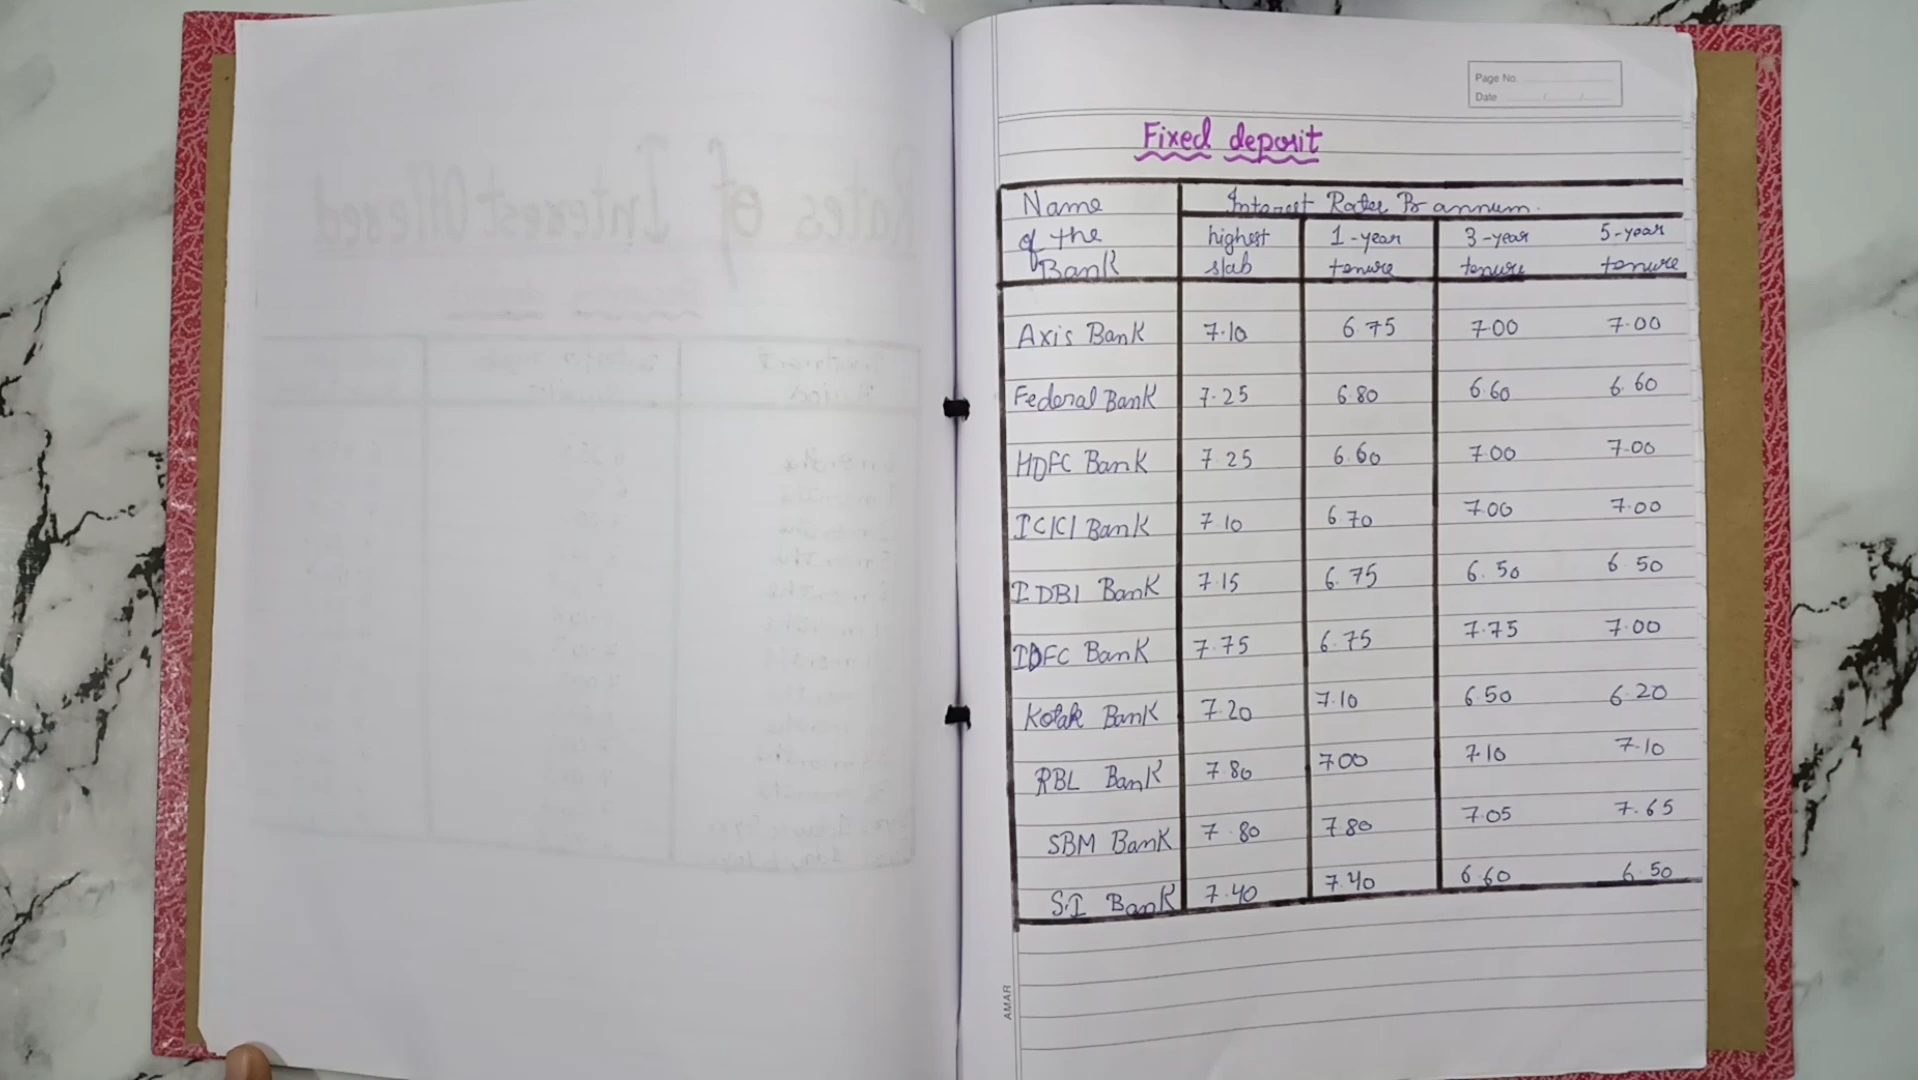 Page No.
Date
Fixed deposit
Name of the Bank
Interest Rates Pr annum.
highest slab 1-year tenure 3-year tenure 5-year tenure
Axis Bank 7.10 6.75 7.00 7.00
Federal Bank 7.25 6.80 6.60 6.60
HDFC Bank 7.25 6.60 7.00 7.00
ICICI Bank 7.10 6.70 7.00 7.00
IDBI Bank 7.15 6.75 6.50 6.50
IDFC Bank 7.75 6.75 7.75 7.00
Kotak Bank 7.20 7.10 6.50 6.20
RBL Bank 7.80 7.00 7.10 7.10
SBM Bank 7.80 7.80 7.05 7.65
S.I Bank 7.40 7.40 6.60 6.50
AMAR
Rates of Interest Offered